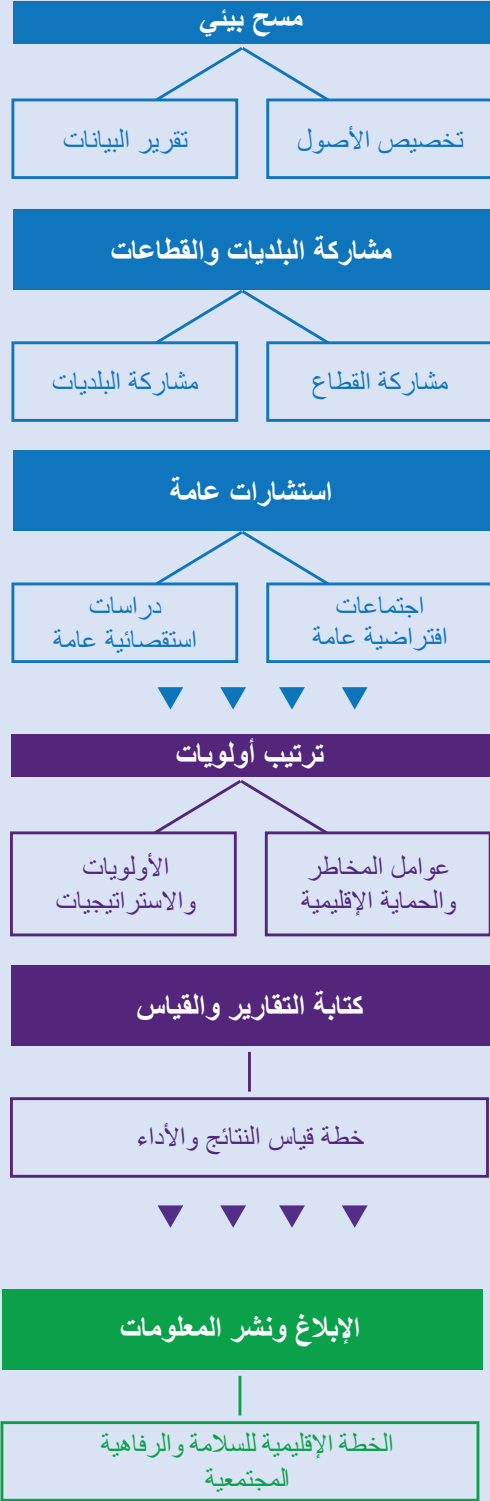 مسح بيئي
تخصيص الأصول
تقرير البيانات
مشاركة البلديات والقطاعات
مشاركة القطاع
مشاركة البلديات
استشارات عامة
اجتماعات
افتراضية عامة
دراسات
استقصائية عامة
ترتيب أولويات
عوامل المخاطر
والحماية الإقليمية
الأولويات
والاستراتيجيات
كتابة التقارير والقياس
خطة قياس النتائج والأداء
الإبلاغ ونشر المعلومات
الخطة الإقليمية للسلامة والرفاهية
المجتمعية